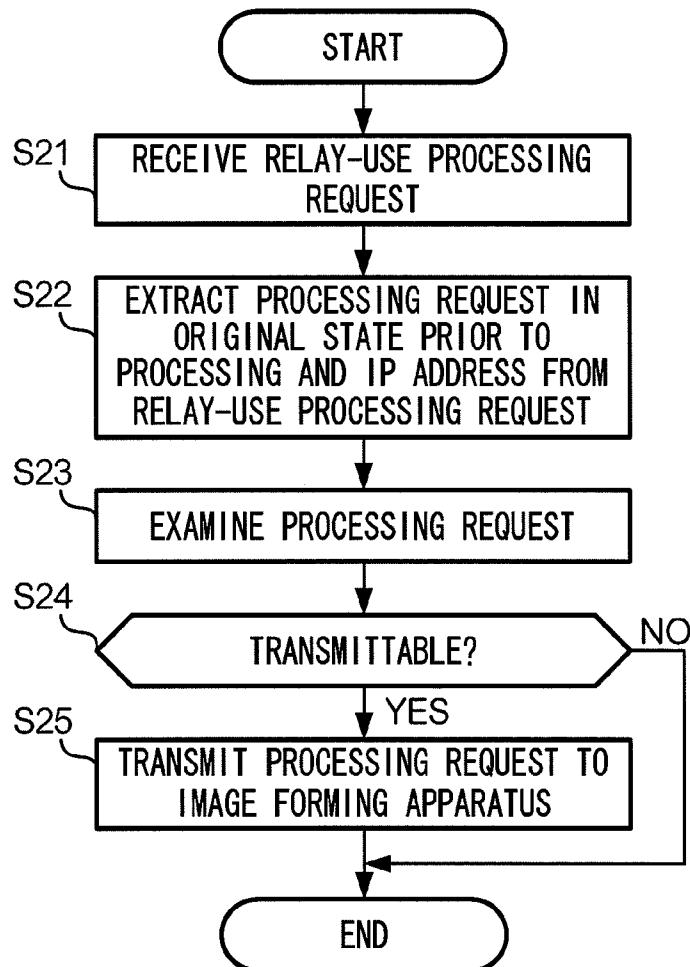 START
S21
RECEIVE RELAY-USE PROCESSING
REQUEST
S22
EXTRACT PROCESSING REQUEST IN
ORIGINAL STATE PRIOR TO
PROCESSING AND IP ADDRESS FROM
RELAY-USE PROCESSING REQUEST
S23
EXAMINE PROCESSING REQUEST
S24
TRANSMITTABLE?
NO
YES
S25
TRANSMIT PROCESSING REQUEST TO
IMAGE FORMING APPARATUS
END